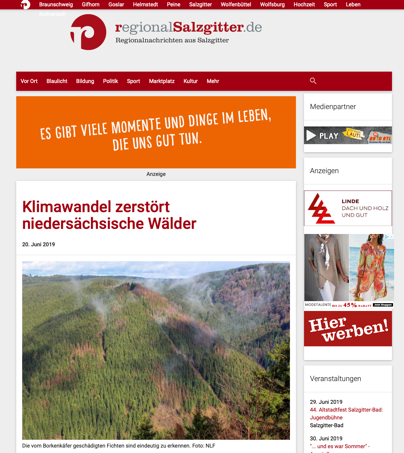 Braunschweig Gifhorn Goslar Helmstedt Peine Salzgitter Wolfenbüttel Wolfsburg Hochzeit Sport Leben
regionalSalzgitter.de
Regionalnachrichten aus Salzgitter
Vor Ort Blaulicht Bildung Politik Sport Marktplatz Kultur Mehr
ES GIBT VIELE MOMENTE UND DINGE IM LEBEN,
DIE UNS GUT TUN.
Anzeige
Klimawandel zerstört
niedersächsische Wälder
20. Juni 2019
Die vom Borkenkäfer geschädigten Fichten sind eindeutig zu erkennen. Foto: NLF
Medienpartner
PLAY
Anzeigen
LINDE
DACH UND HOLZ
UND GUT
MODETALENTE 45% RABATT
Hier
werben!
Veranstaltungen
29. Juni 2019
44. Altstadtfest Salzgitter-Bad:
Jugendbühne
Salzgitter-Bad
30. Juni 2019
"... und es war Sommer" -